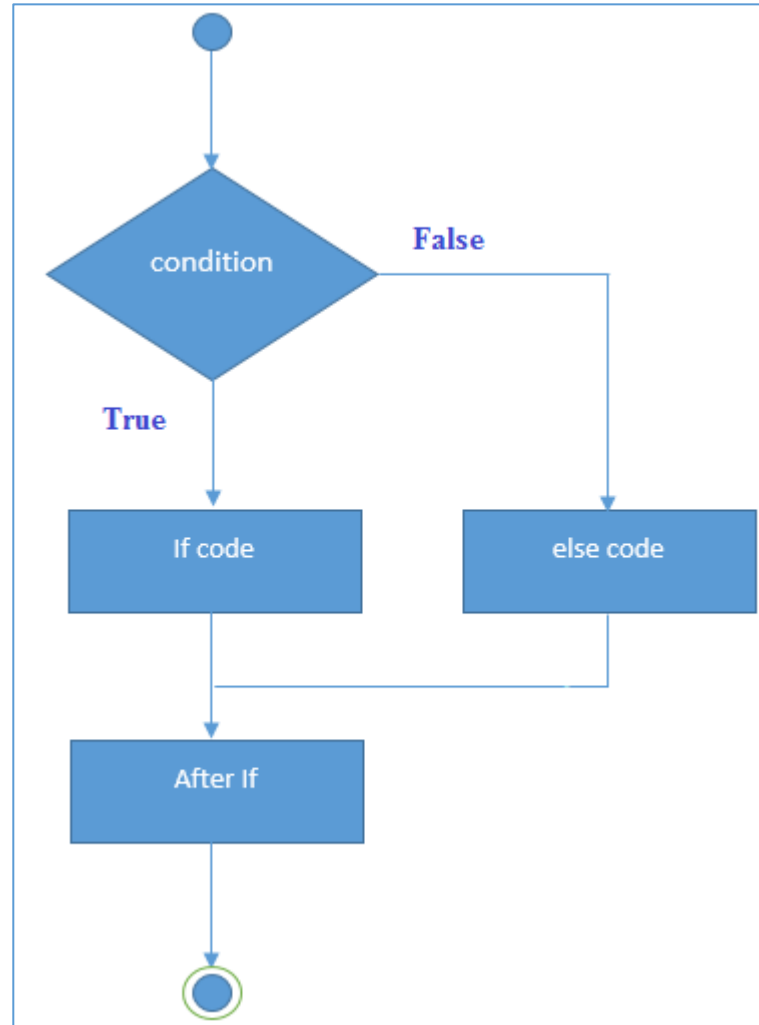 condition
False
True
If code
else code
After If